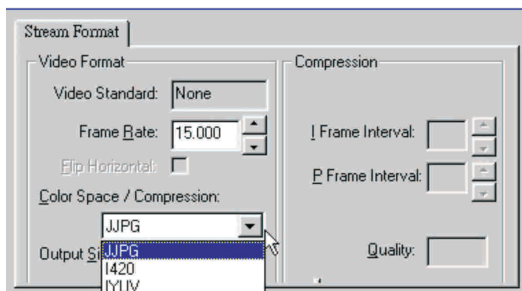 Stream Format
Video Format
Compression
Video Standard: None
Frame Rate: 15.000
I Frame Interval:
Flip Horizontal:
P Frame Interval:
Color Space / Compression:
JJPG
Output Si
JJPG
Quality:
I420
IYUV